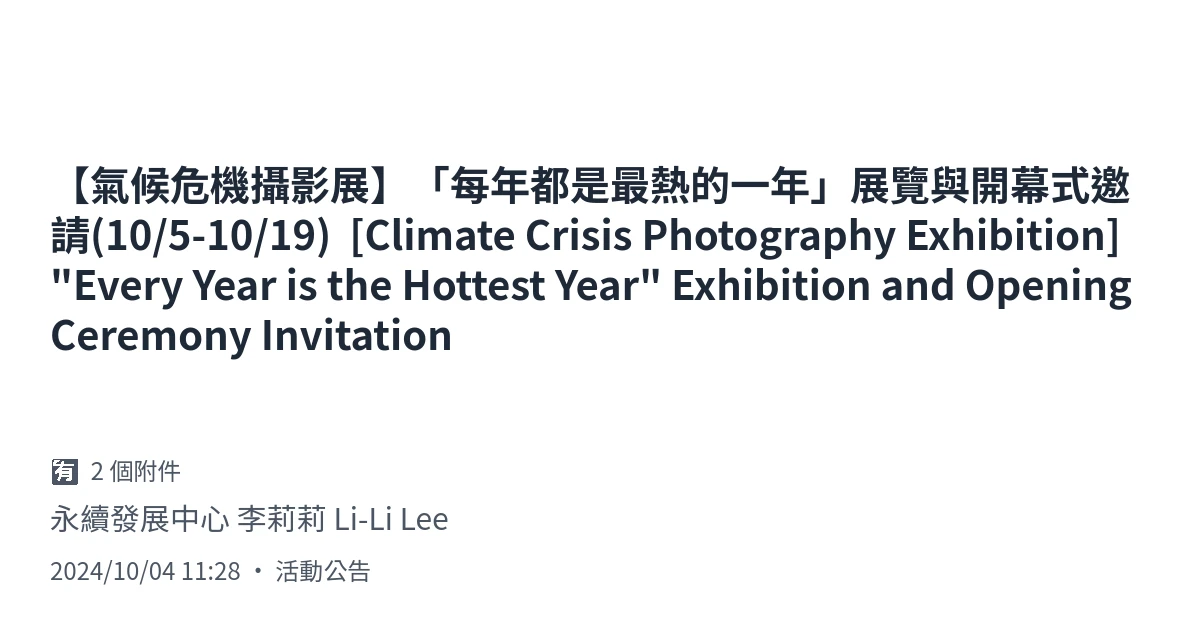 【氣候危機攝影展】「每年都是最熱的一年」展覽與開幕式邀
請(10/5-10/19) [Climate Crisis Photography Exhibition]
"Every Year is the Hottest Year" Exhibition and Opening
Ceremony Invitation
有 2 個附件
永續發展中心 李莉莉 Li-Li Lee
2024/10/04 11:28 • 活動公告